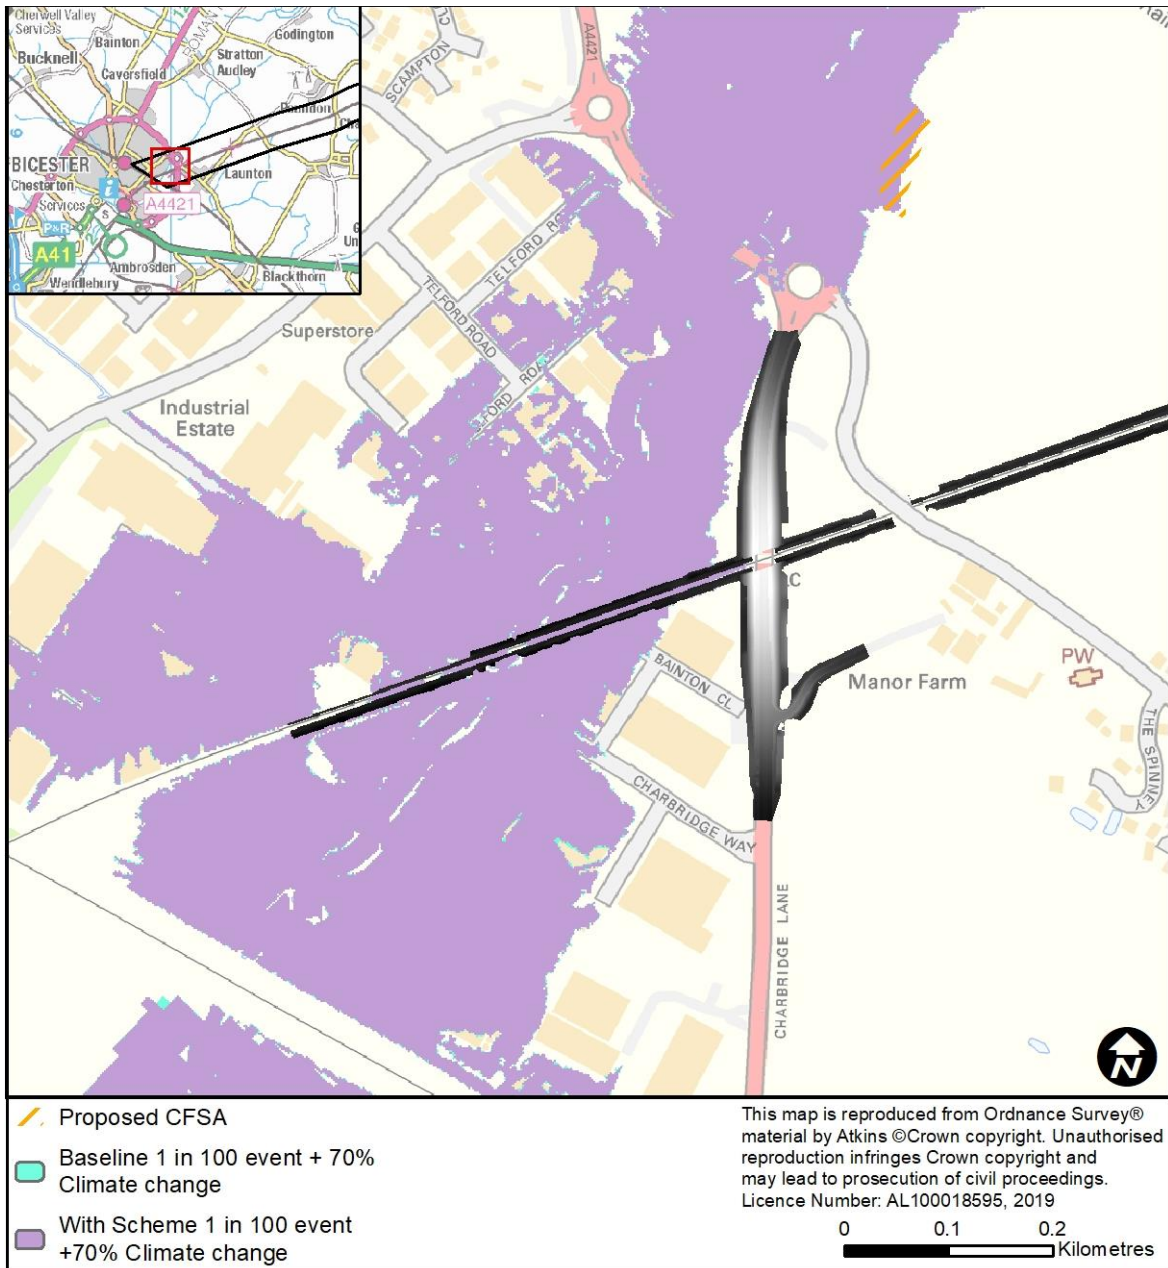 Cherwell Valley
Services
Bainton
Godington
Bucknell
Stratton
Audley
Caversfield
ROMAN
BICESTER
Launton
Chesterton
Services
i
A4421
S
P&R
A41
Ambrosden
Wendlebury
Blackthorn
A4421
SCAMPTON
TELFORD RO
TELFORD ROAD
Superstore
Industrial
Estate
BAINTON CL
Manor Farm
PW
THE SPINNEY
CHARBRIDGE WAY
CHARBRIDGE LANE
N
Proposed CFSA
Baseline 1 in 100 event + 70%
Climate change
With Scheme 1 in 100 event
+70% Climate change
This map is reproduced from Ordnance Survey®
material by Atkins ©Crown copyright. Unauthorised
reproduction infringes Crown copyright and
may lead to prosecution of civil proceedings.
Licence Number: AL100018595, 2019
0 0.1 0.2
Kilometres